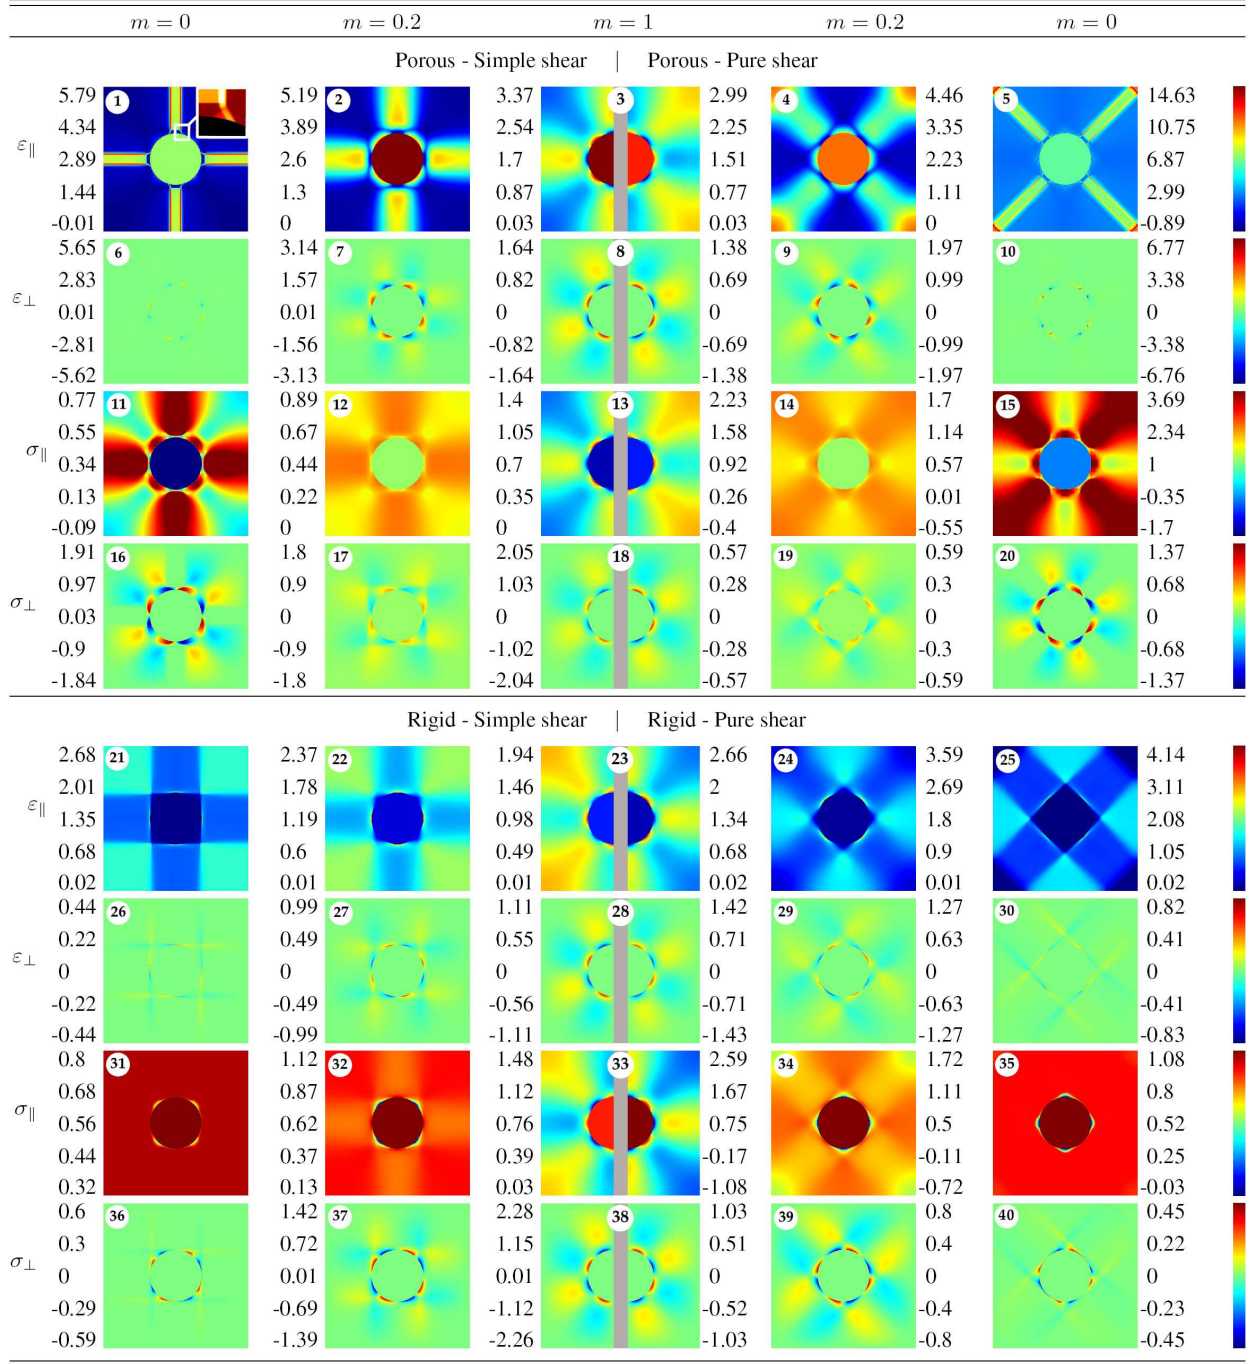 m = 0 m = 0.2 m = 1 m = 0.2 m = 0
Porous - Simple shear | Porous - Pure shear
ε∥
5.79 4.34 2.89 1.44 -0.01
1
5.19 3.89 2.6 1.3 0
2
3.37 2.54 1.7 0.87 0.03
3
2.99 2.25 1.51 0.77 0.03
4
4.46 3.35 2.23 1.11 0
5
14.63 10.75 6.87 2.99 -0.89
ε⊥
5.65 2.83 0.01 -2.81 -5.62
6
3.14 1.57 0.01 -1.56 -3.13
7
1.64 0.82 0 -0.82 -1.64
8
1.38 0.69 0 -0.69 -1.38
9
1.97 0.99 0 -0.99 -1.97
10
6.77 3.38 0 -3.38 -6.76
σ∥
0.77 0.55 0.34 0.13 -0.09
11
0.89 0.67 0.44 0.22 0
12
1.4 1.05 0.7 0.35 0
13
2.23 1.58 0.92 0.26 -0.4
14
1.7 1.14 0.57 0.01 -0.55
15
3.69 2.34 1 -0.35 -1.7
σ⊥
1.91 0.97 0.03 -0.9 -1.84
16
1.8 0.9 0 -0.9 -1.8
17
2.05 1.03 0 -1.02 -2.04
18
0.57 0.28 0 -0.28 -0.57
19
0.59 0.3 0 -0.3 -0.59
20
1.37 0.68 0 -0.68 -1.37
Rigid - Simple shear | Rigid - Pure shear
ε∥
2.68 2.01 1.35 0.68 0.02
21
2.37 1.78 1.19 0.6 0.01
22
1.94 1.46 0.98 0.49 0.01
23
2.66 2 1.34 0.68 0.02
24
3.59 2.69 1.8 0.9 0.01
25
4.14 3.11 2.08 1.05 0.02
ε⊥
0.44 0.22 0 -0.22 -0.44
26
0.99 0.49 0 -0.49 -0.99
27
1.11 0.55 0 -0.56 -1.11
28
1.42 0.71 0 -0.71 -1.43
29
1.27 0.63 0 -0.63 -1.27
30
0.82 0.41 0 -0.41 -0.83
σ∥
0.8 0.68 0.56 0.44 0.32
31
1.12 0.87 0.62 0.37 0.13
32
1.48 1.12 0.76 0.39 0.03
33
2.59 1.67 0.75 -0.17 -1.08
34
1.72 1.11 0.5 -0.11 -0.72
35
1.08 0.8 0.52 0.25 -0.03
σ⊥
0.6 0.3 0 -0.29 -0.59
36
1.42 0.72 0.01 -0.69 -1.39
37
2.28 1.15 0.01 -1.12 -2.26
38
1.03 0.51 0 -0.52 -1.03
39
0.8 0.4 0 -0.4 -0.8
40
0.45 0.22 0 -0.23 -0.45